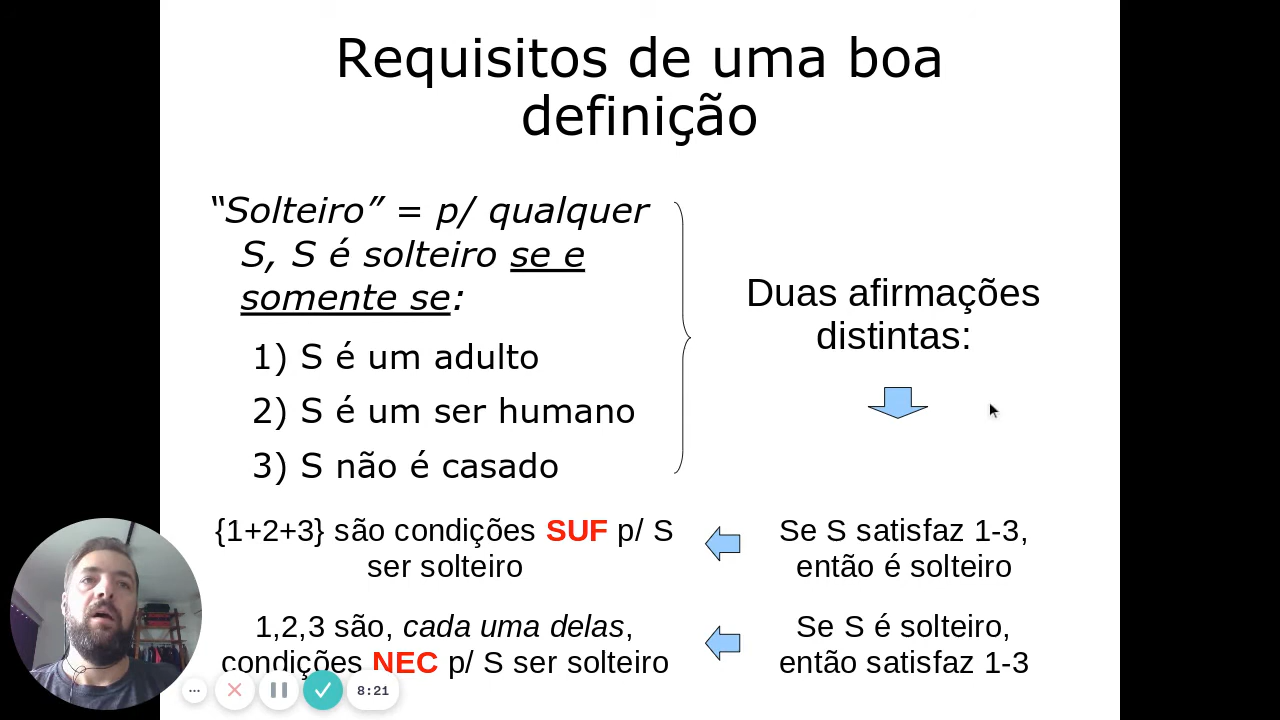 Requisitos de uma boa
definição
“Solteiro” = p/ qualquer
S, S é solteiro se e
somente se:
1) S é um adulto
2) S é um ser humano
3) S não é casado
Duas afirmações
distintas:
{1+2+3} são condições SUF p/ S
ser solteiro
Se S satisfaz 1-3,
então é solteiro
1,2,3 são, cada uma delas,
condições NEC p/ S ser solteiro
Se S é solteiro,
então satisfaz 1-3
8:21